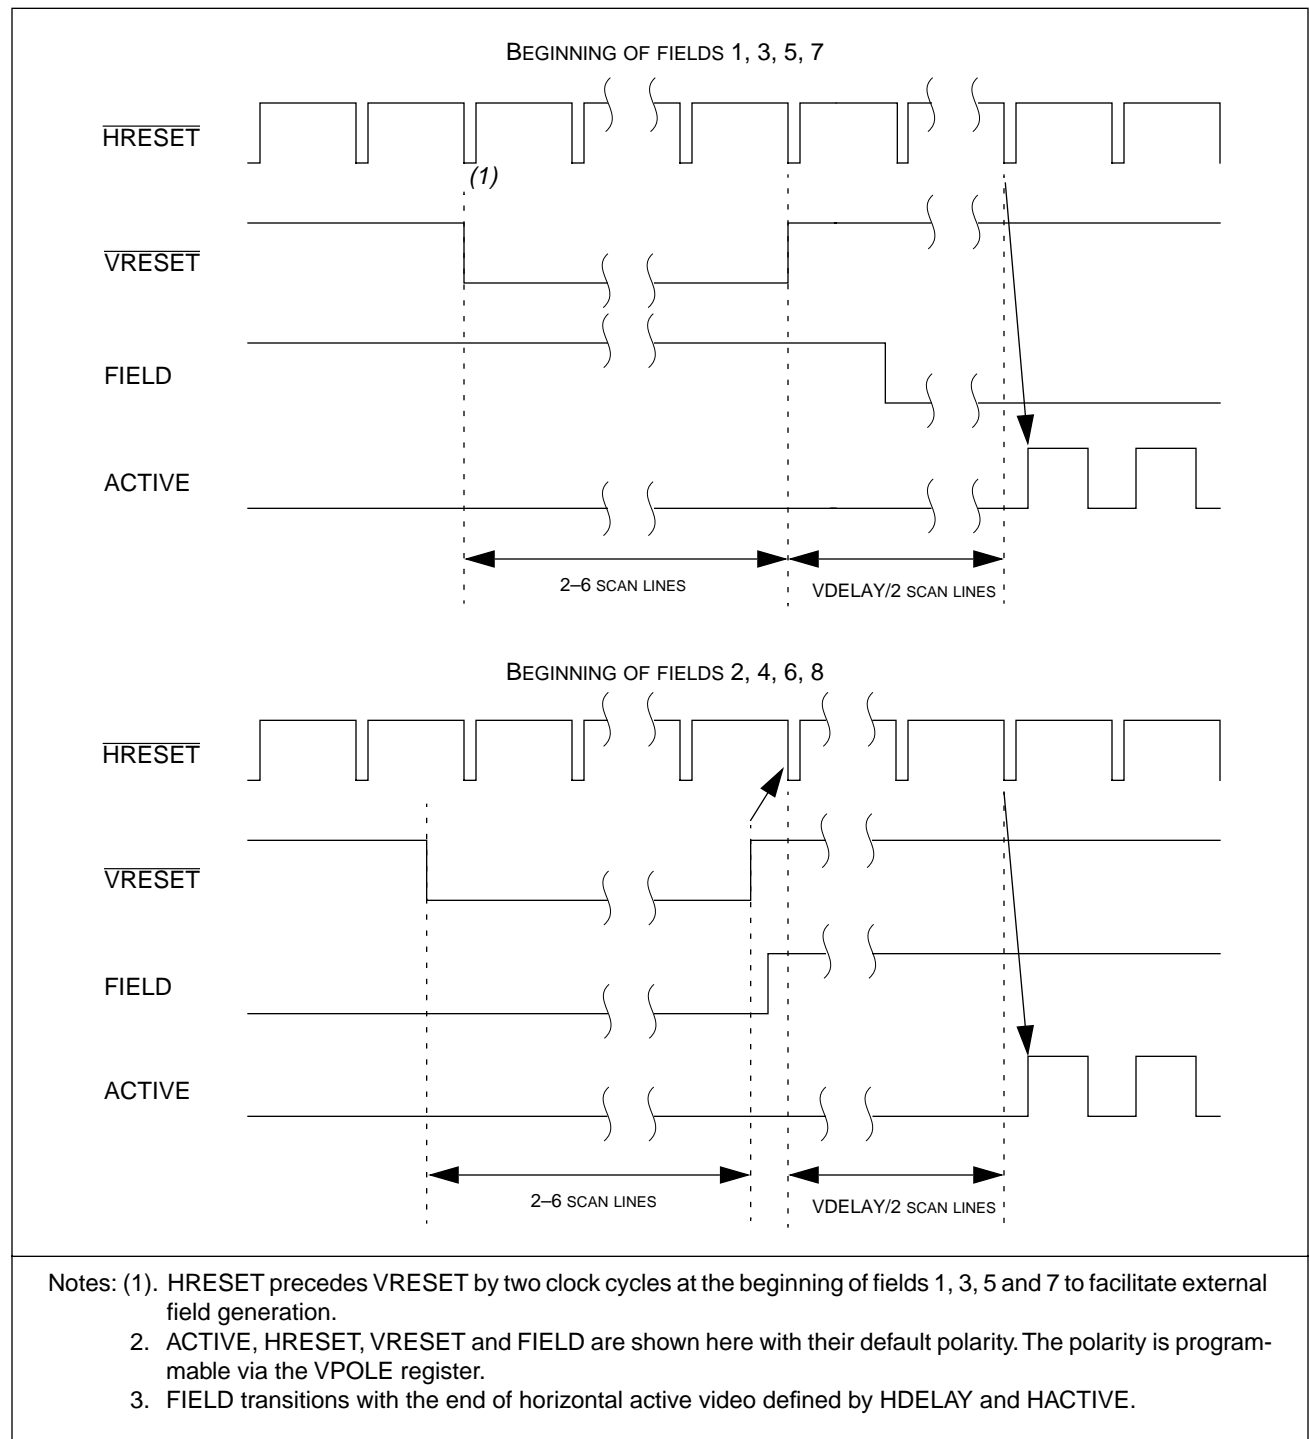 BEGINNING OF FIELDS 1, 3, 5, 7
HRESET
(1)
VRESET
FIELD
ACTIVE
2–6 SCAN LINES
VDELAY/2 SCAN LINES
BEGINNING OF FIELDS 2, 4, 6, 8
HRESET
VRESET
FIELD
ACTIVE
2–6 SCAN LINES
VDELAY/2 SCAN LINES
Notes: (1). HRESET precedes VRESET by two clock cycles at the beginning of fields 1, 3, 5 and 7 to facilitate external
field generation.
2. ACTIVE, HRESET, VRESET and FIELD are shown here with their default polarity. The polarity is program-
mable via the VPOLE register.
3. FIELD transitions with the end of horizontal active video defined by HDELAY and HACTIVE.